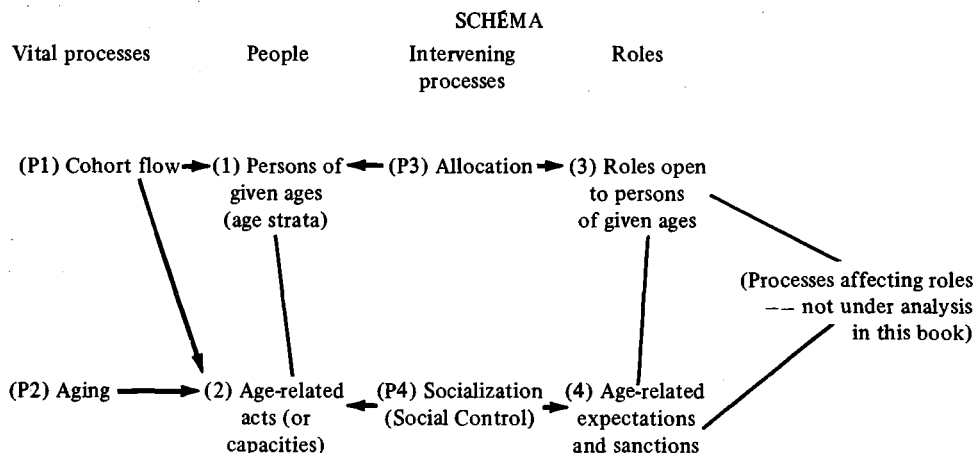 SCHÉMA
Vital processes People Intervening Roles
processes
(P1) Cohort flow (1) Persons of (P3) Allocation (3) Roles open
given ages to persons
(age strata) of given ages
(Processes affecting roles
—— not under analysis
in this book)
(P2) Aging (2) Age-related (P4) Socialization (4) Age-related
acts (or (Social Control) expectations
capacities) and sanctions